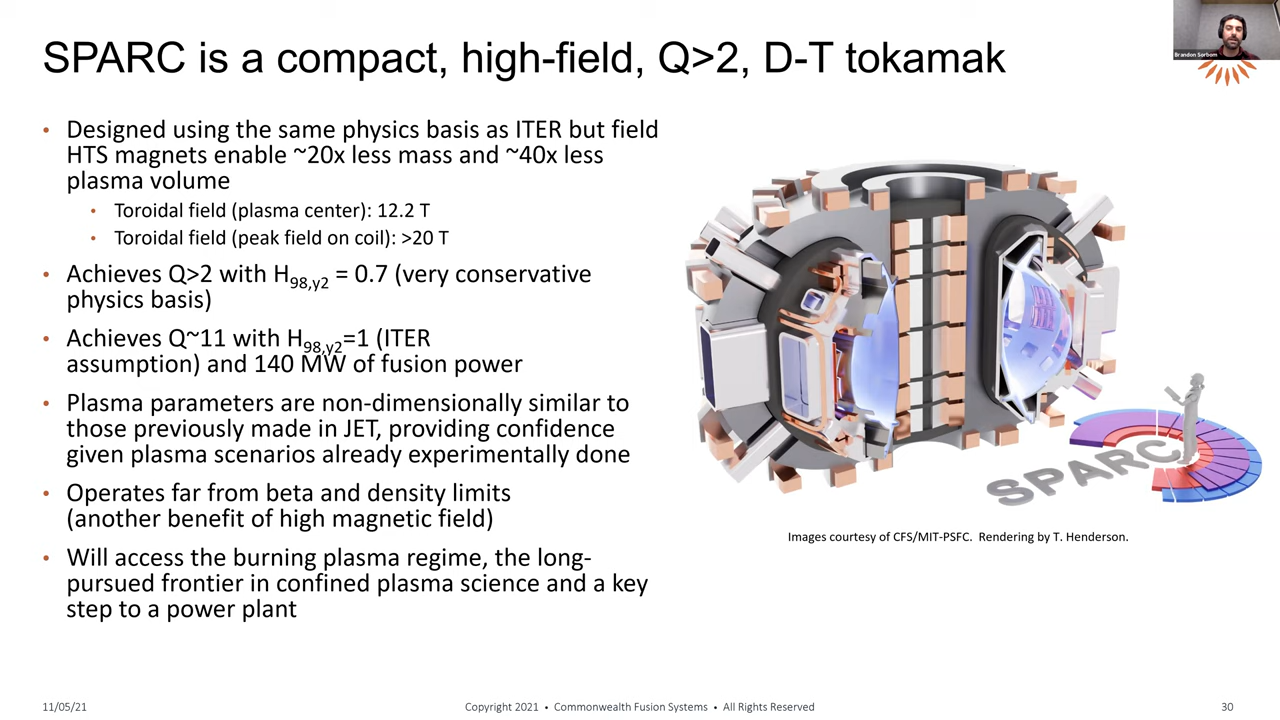 SPARC is a compact, high-field, Q>2, D-T tokamak
Brandon Sorbom
• Designed using the same physics basis as ITER but field
HTS magnets enable ~20x less mass and ~40x less
plasma volume
• Toroidal field (plasma center): 12.2 T
• Toroidal field (peak field on coil): >20 T
• Achieves Q>2 with H98,y2 = 0.7 (very conservative
physics basis)
• Achieves Q~11 with H98,y2=1 (ITER
assumption) and 140 MW of fusion power
• Plasma parameters are non-dimensionally similar to
those previously made in JET, providing confidence
given plasma scenarios already experimentally done
• Operates far from beta and density limits
(another benefit of high magnetic field)
• Will access the burning plasma regime, the long-
pursued frontier in confined plasma science and a key
step to a power plant
SPARC
Images courtesy of CFS/MIT-PSFC. Rendering by T. Henderson.
11/05/21
Copyright 2021 • Commonwealth Fusion Systems • All Rights Reserved
30